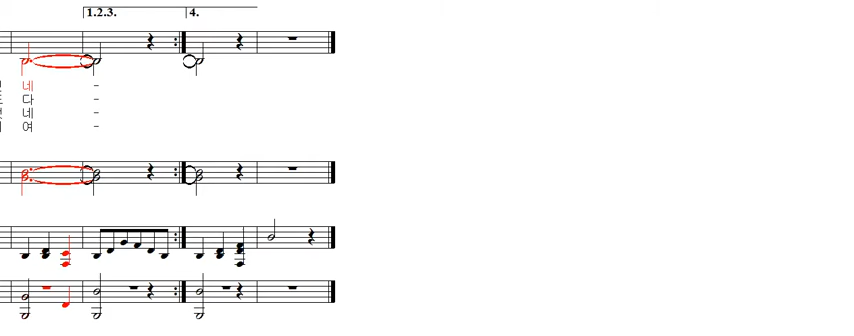 1.2.3. 4.
네 -
다 -
네 -
여 -